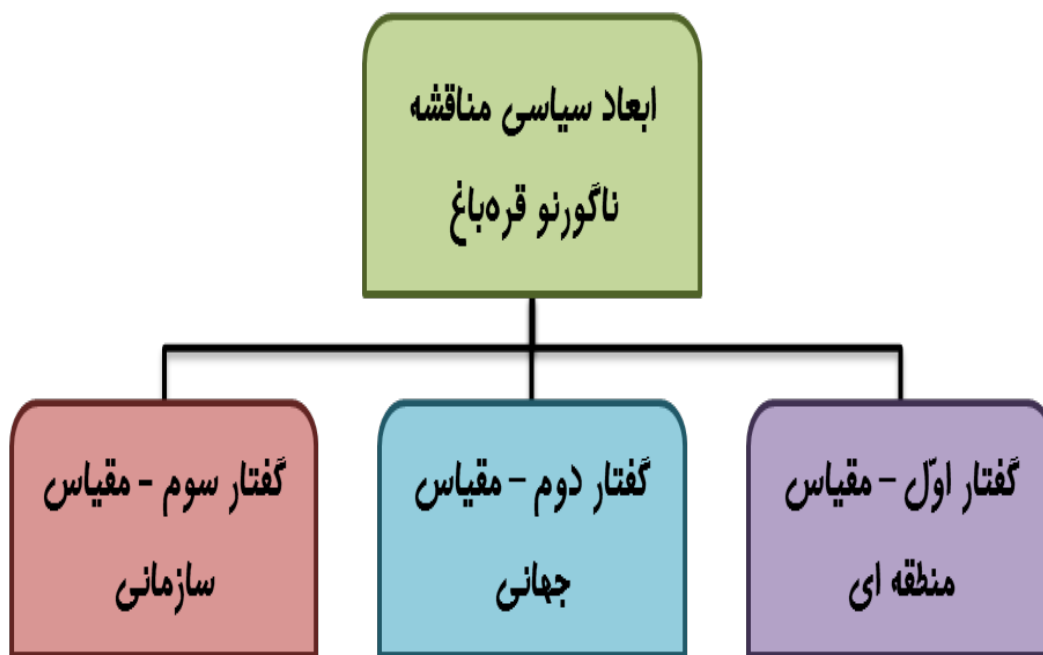 ابعاد سیاسی مناقشه
ناگورنو قره‌باغ
گفتار اوّل – مقیاس
منطقه ای
گفتار دوم – مقیاس
جهانی
گفتار سوم - مقیاس
سازمانی